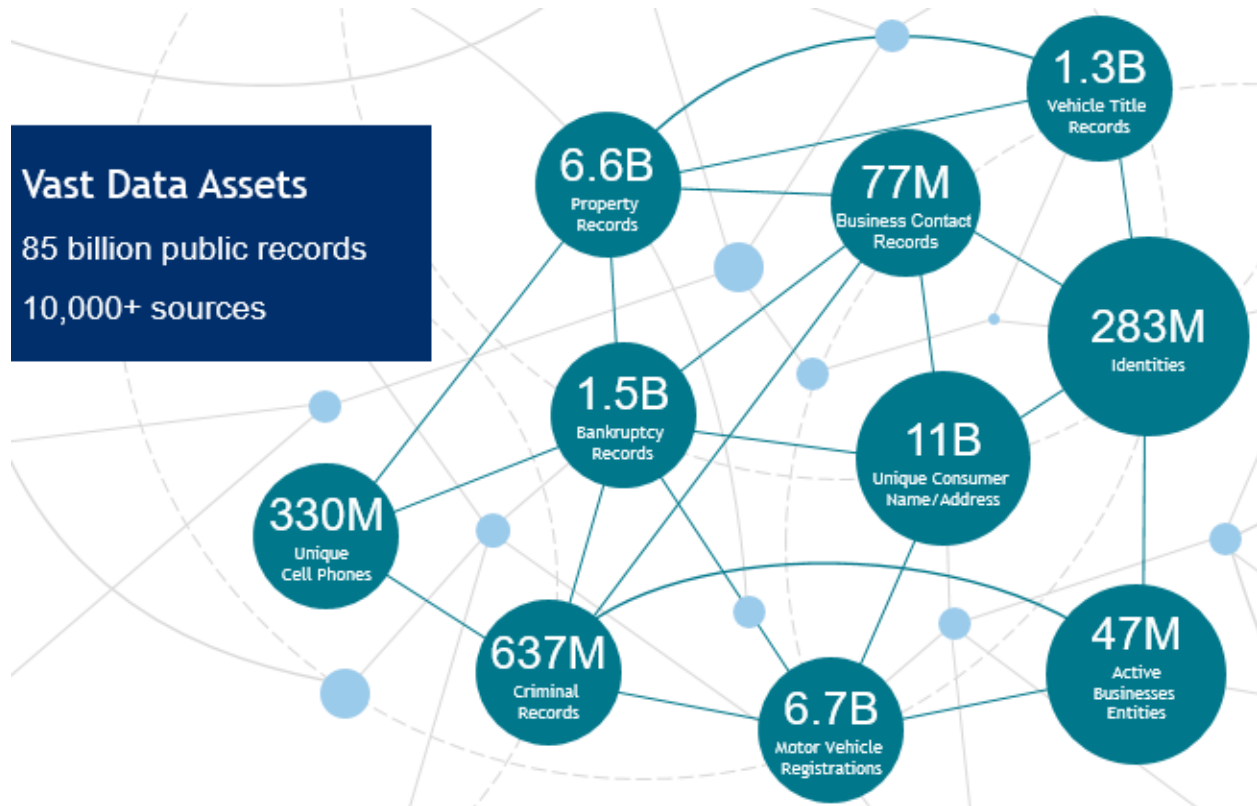 Vast Data Assets
85 billion public records
10,000+ sources
1.3B
Vehicle Title
Records
6.6B
Property
Records
77M
Business Contact
Records
283M
Identities
1.5B
Bankruptcy
Records
11B
Unique Consumer
Name/Address
330M
Unique
Cell Phones
637M
Criminal
Records
6.7B
Motor Vehicle
Registrations
47M
Active
Businesses
Entities